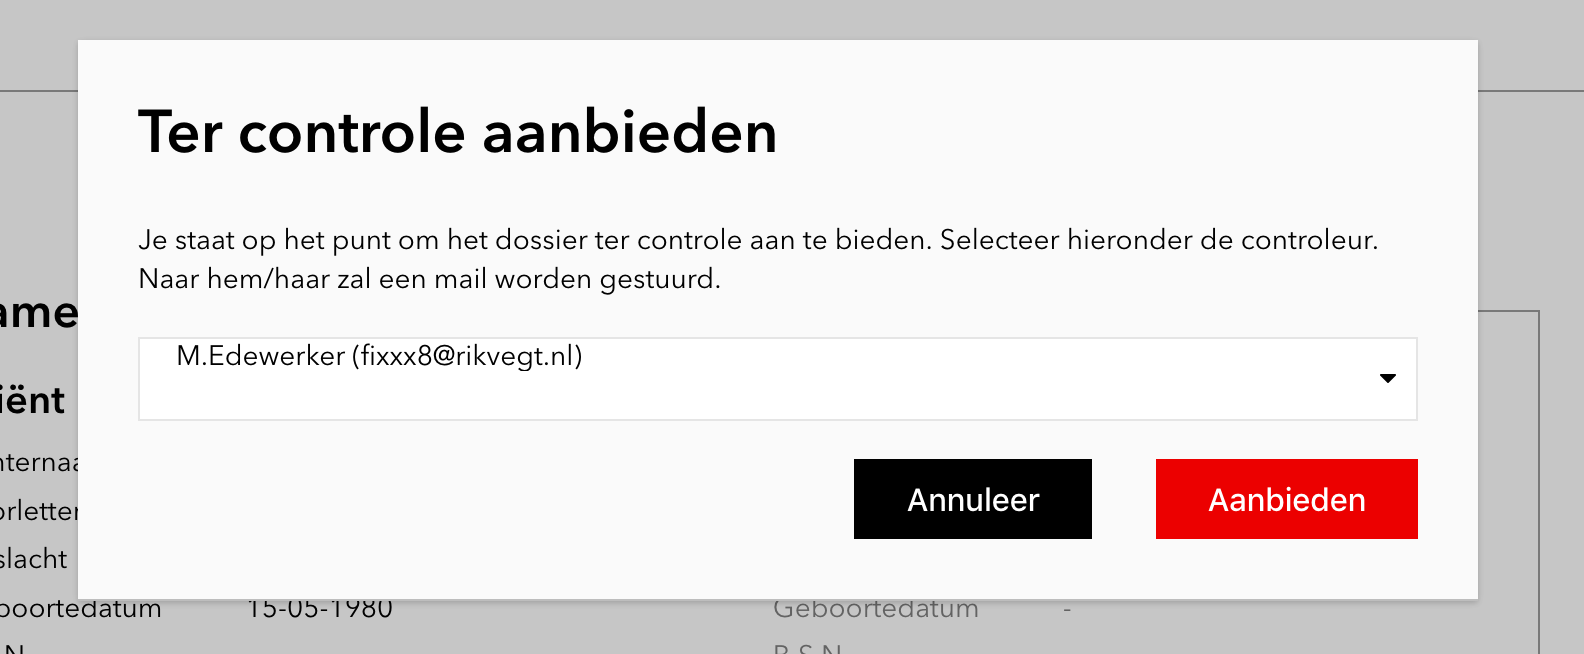 Ter controle aanbieden
Je staat op het punt om het dossier ter controle aan te bieden. Selecteer hieronder de controleur.
Naar hem/haar zal een mail worden gestuurd.
ame
M.Edewerker (fixxx8@rikvegt.nl)
iënt
nterna
Annuleer
Aanbieden
orletter
slacht
boortedatum 15-05-1980 Geboortedatum -
N
B.S.N